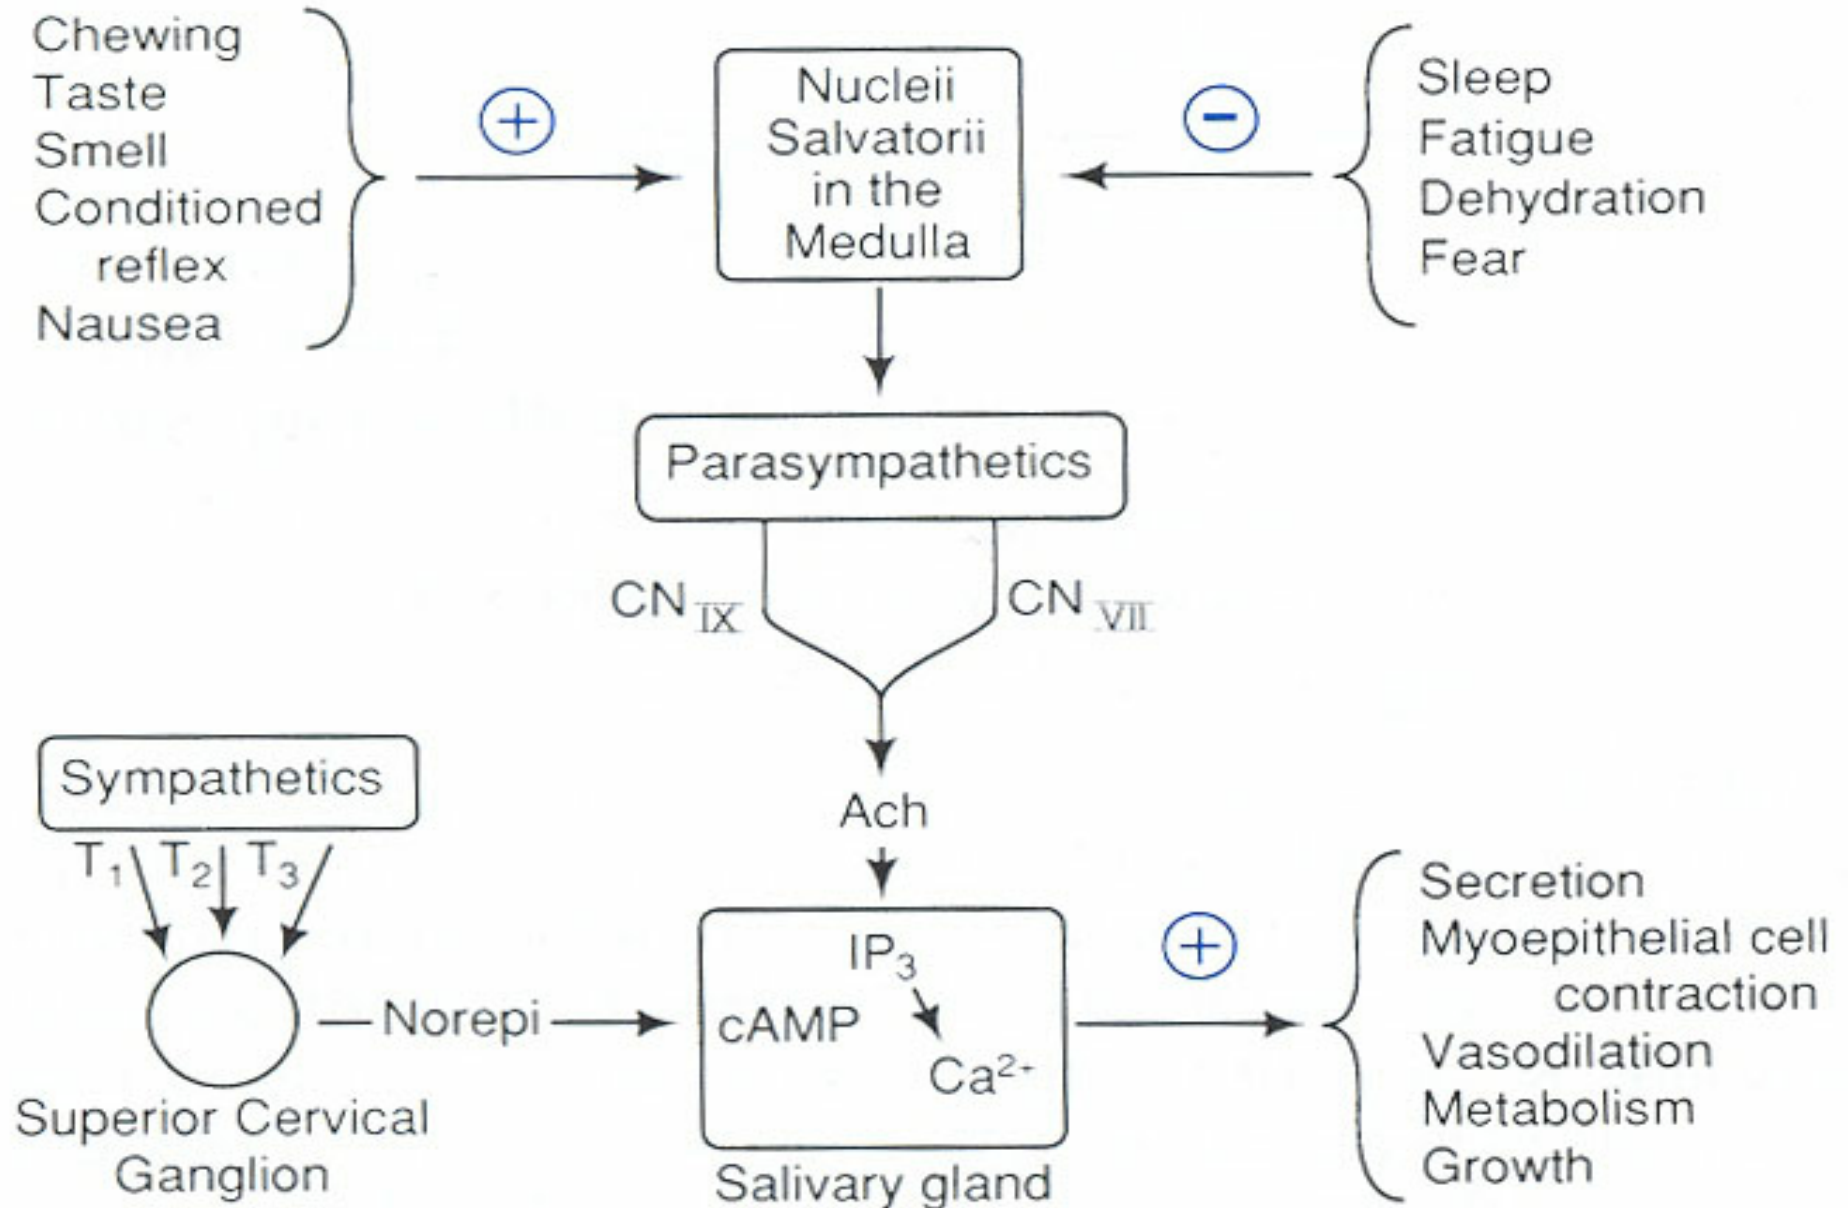 Chewing
Taste
Smell
Conditioned
reflex
Nausea
+
Nucleii
Salvatorii
in the
Medulla
−
Sleep
Fatigue
Dehydration
Fear
Parasympathetics
CN IX
CN VII
Ach
Sympathetics
T1 T2 T3
Superior Cervical
Ganglion
Norepi
IP3
cAMP
Ca2+
Salivary gland
+
Secretion
Myoepithelial cell
contraction
Vasodilation
Metabolism
Growth